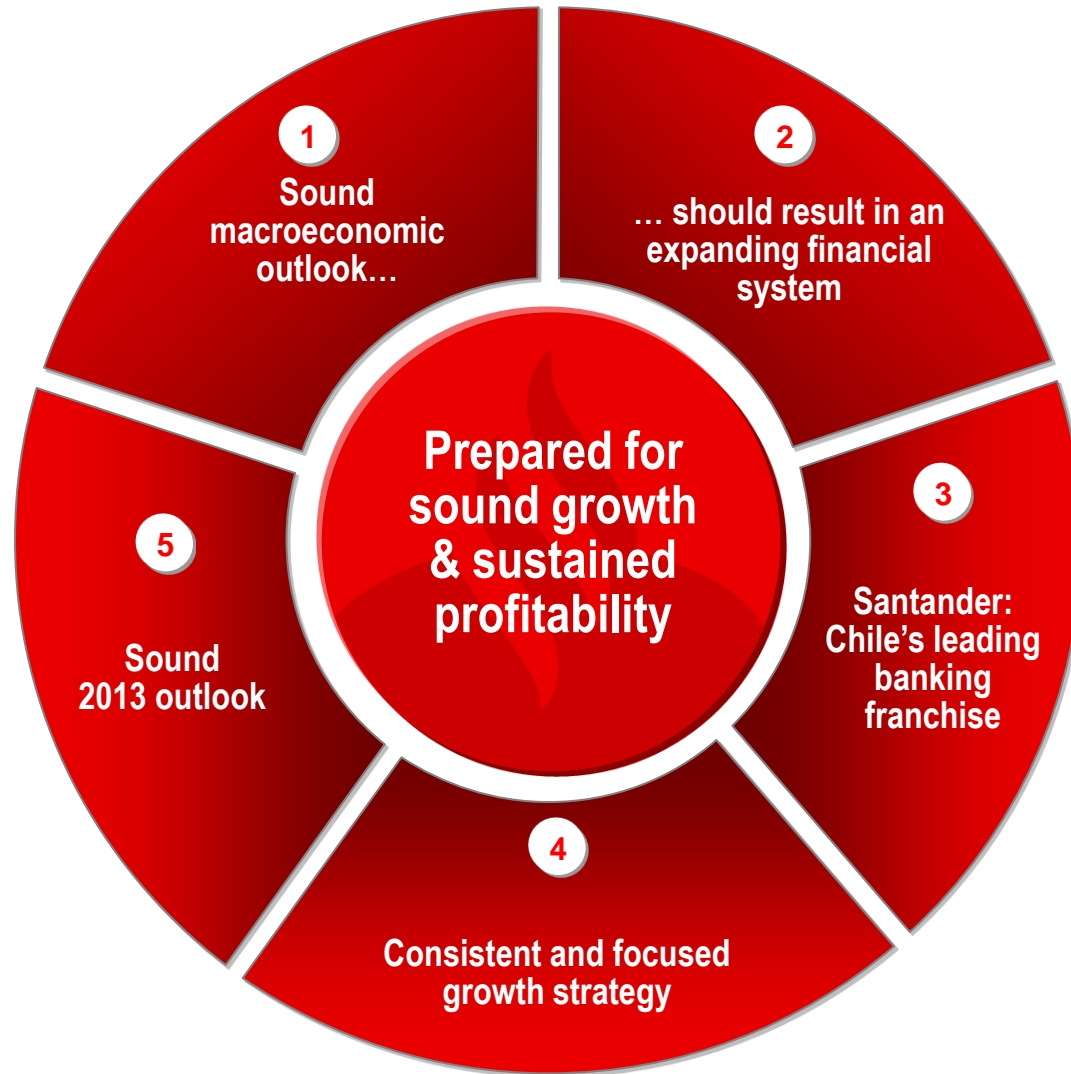 1
Sound
macroeconomic
outlook…
2
… should result in an
expanding financial
system
3
Santander:
Chile’s leading
banking
franchise
4
Consistent and focused
growth strategy
5
Sound
2013 outlook
Prepared for
sound growth
& sustained
profitability